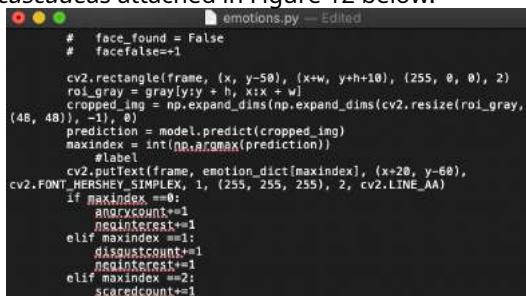 attached in Figure 12 below.
emotions.py — Edited
# face_found = False
# facefalse=+1
cv2.rectangle(frame, (x, y-50), (x+w, y+h+10), (255, 0, 0), 2)
roi_gray = gray[y:y + h, x:x + w]
cropped_img = np.expand_dims(np.expand_dims(cv2.resize(roi_gray,
(48, 48)), -1), 0)
prediction = model.predict(cropped_img)
maxindex = int(np.argmax(prediction))
#label
cv2.putText(frame, emotion_dict[maxindex], (x+20, y-60),
cv2.FONT_HERSHEY_SIMPLEX, 1, (255, 255, 255), 2, cv2.LINE_AA)
if maxindex ==0:
angrycount+=1
neginterest+=1
elif maxindex ==1:
disgustcount+=1
neginterest+=1
elif maxindex ==2:
scaredcount+=1